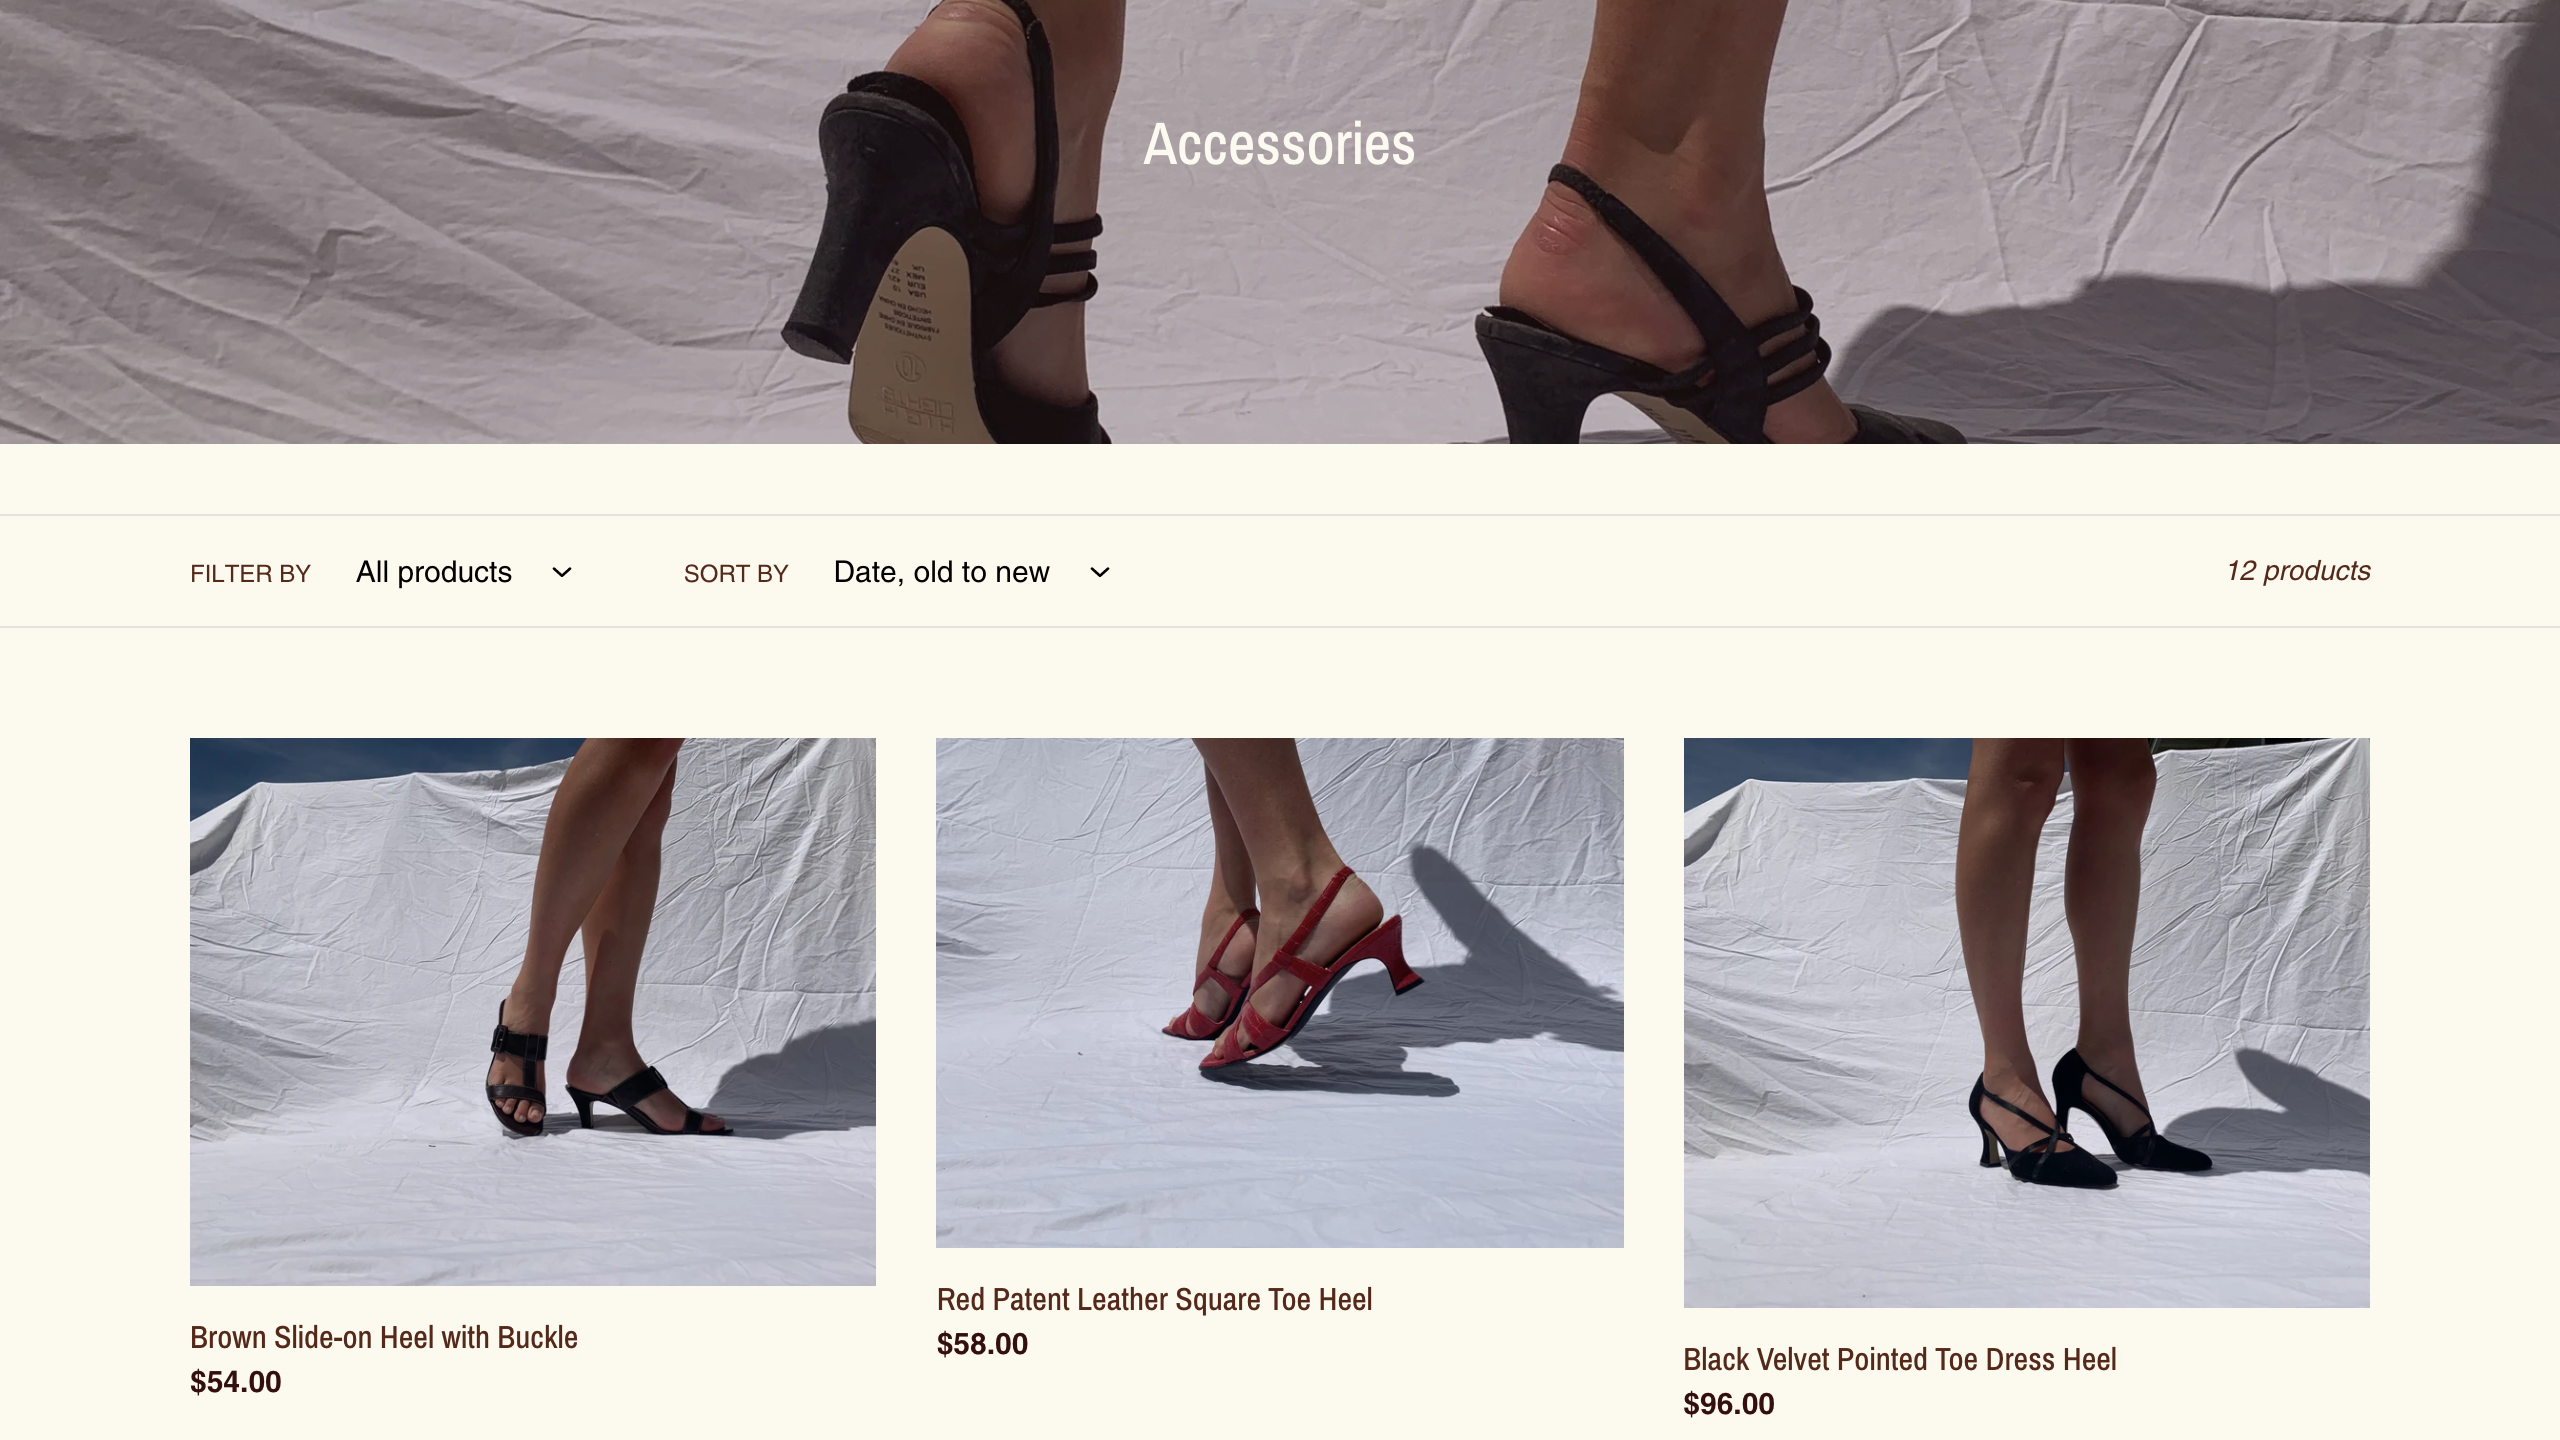 Accessories
FILTER BY All products SORT BY Date, old to new 12 products
Brown Slide-on Heel with Buckle
$54.00
Red Patent Leather Square Toe Heel
$58.00
Black Velvet Pointed Toe Dress Heel
$96.00